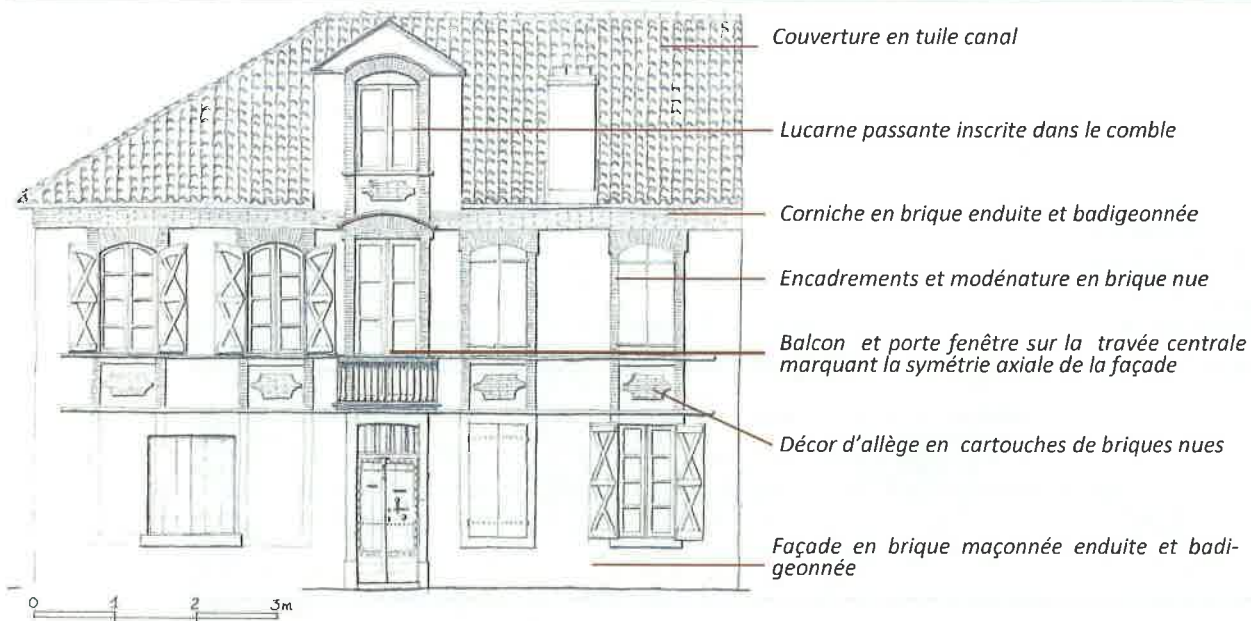 Couverture en tuile canal
Lucarne passante inscrite dans le comble
Corniche en brique enduite et badigeonnée
Encadrements et modénature en brique nue
Balcon et porte fenêtre sur la travée centrale
marquant la symétrie axiale de la façade
Décor d'allège en cartouches de briques nues
Façade en brique maçonnée enduite et badi-
geonnée
0 1 2 3m